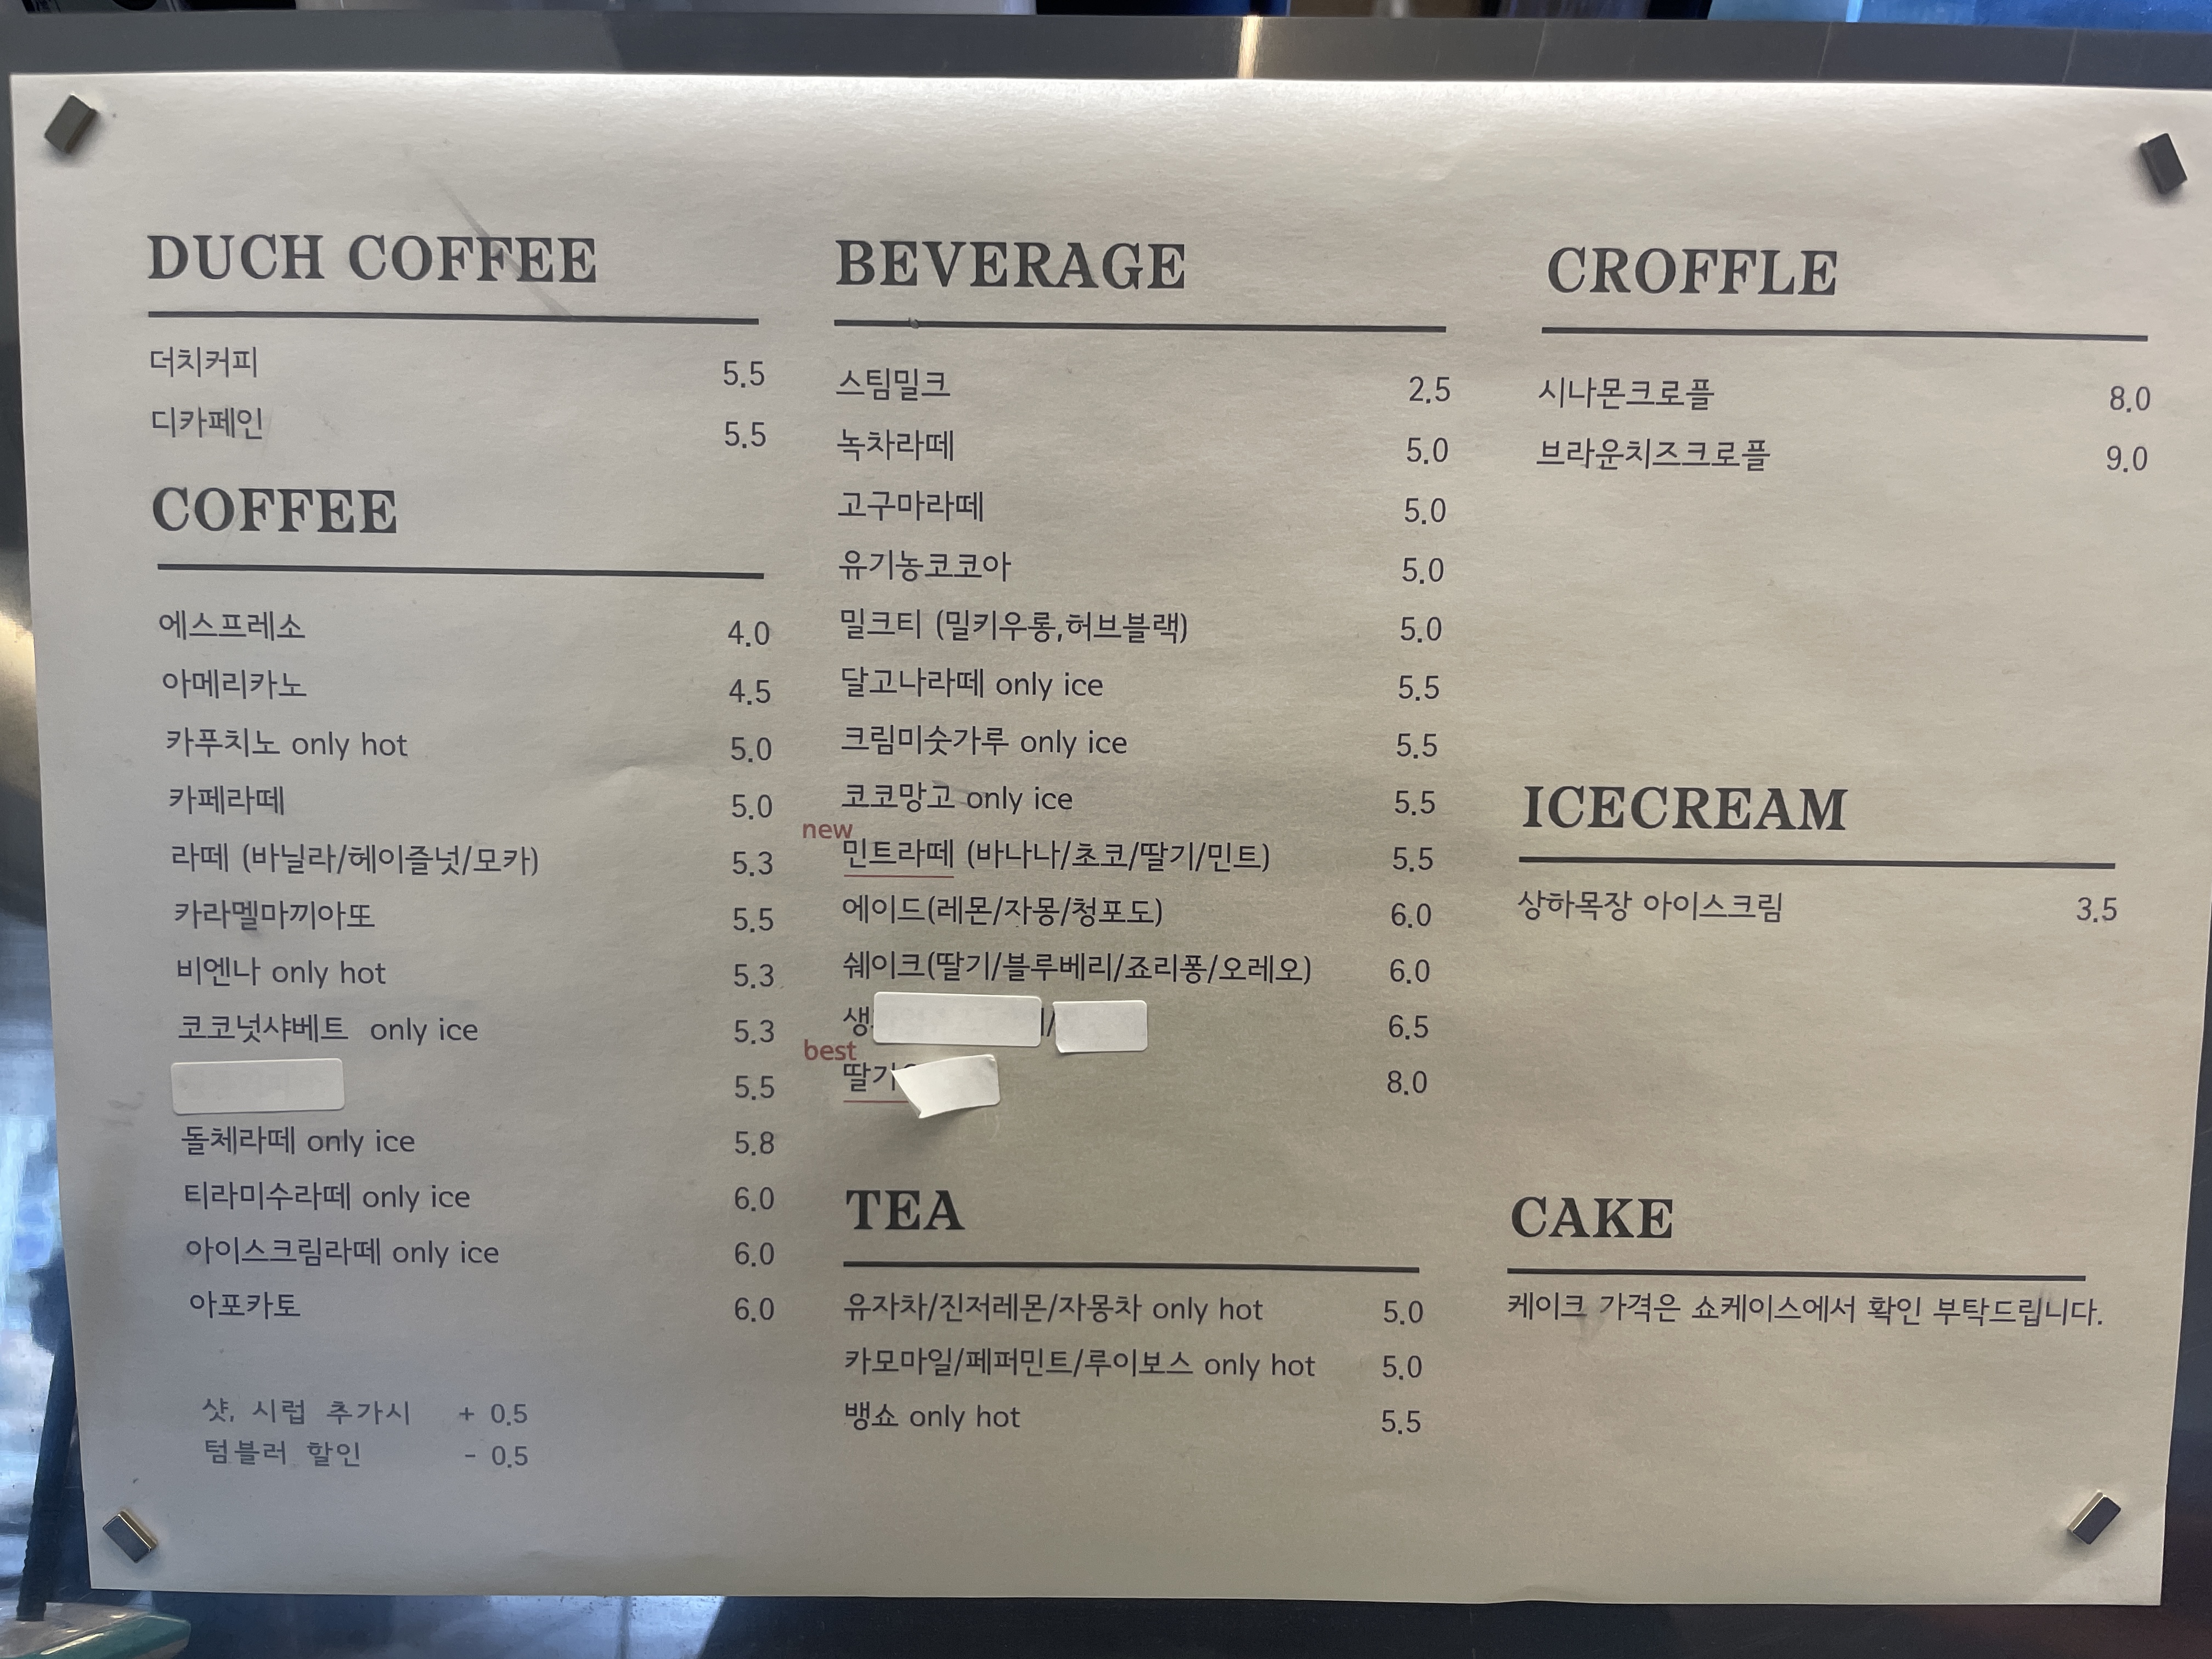 DUCH COFFEE
더치커피 5.5
디카페인 5.5
COFFEE
에스프레소 4.0
아메리카노 4.5
카푸치노 only hot 5.0
카페라떼 5.0
라떼 (바닐라/헤이즐넛/모카) 5.3
카라멜마끼아또 5.5
비엔나 only hot 5.3
코코넛샤베트 only ice 5.3
5.5
돌체라떼 only ice 5.8
티라미수라떼 only ice 6.0
아이스크림라떼 only ice 6.0
아포카토 6.0
샷, 시럽 추가시 + 0.5
텀블러 할인 - 0.5
BEVERAGE
스팀밀크 2.5
녹차라떼 5.0
고구마라떼 5.0
유기농코코아 5.0
밀크티 (밀키우롱,허브블랙) 5.0
달고나라떼 only ice 5.5
크림미숫가루 only ice 5.5
코코망고 only ice 5.5
new
민트라떼 (바나나/초코/딸기/민트) 5.5
에이드(레몬/자몽/청포도) 6.0
쉐이크(딸기/블루베리/죠리퐁/오레오) 6.0
생 / 6.5
best
딸기 8.0
TEA
유자차/진저레몬/자몽차 only hot 5.0
카모마일/페퍼민트/루이보스 only hot 5.0
뱅쇼 only hot 5.5
CROFFLE
시나몬크로플 8.0
브라운치즈크로플 9.0
ICECREAM
상하목장 아이스크림 3.5
CAKE
케이크 가격은 쇼케이스에서 확인 부탁드립니다.